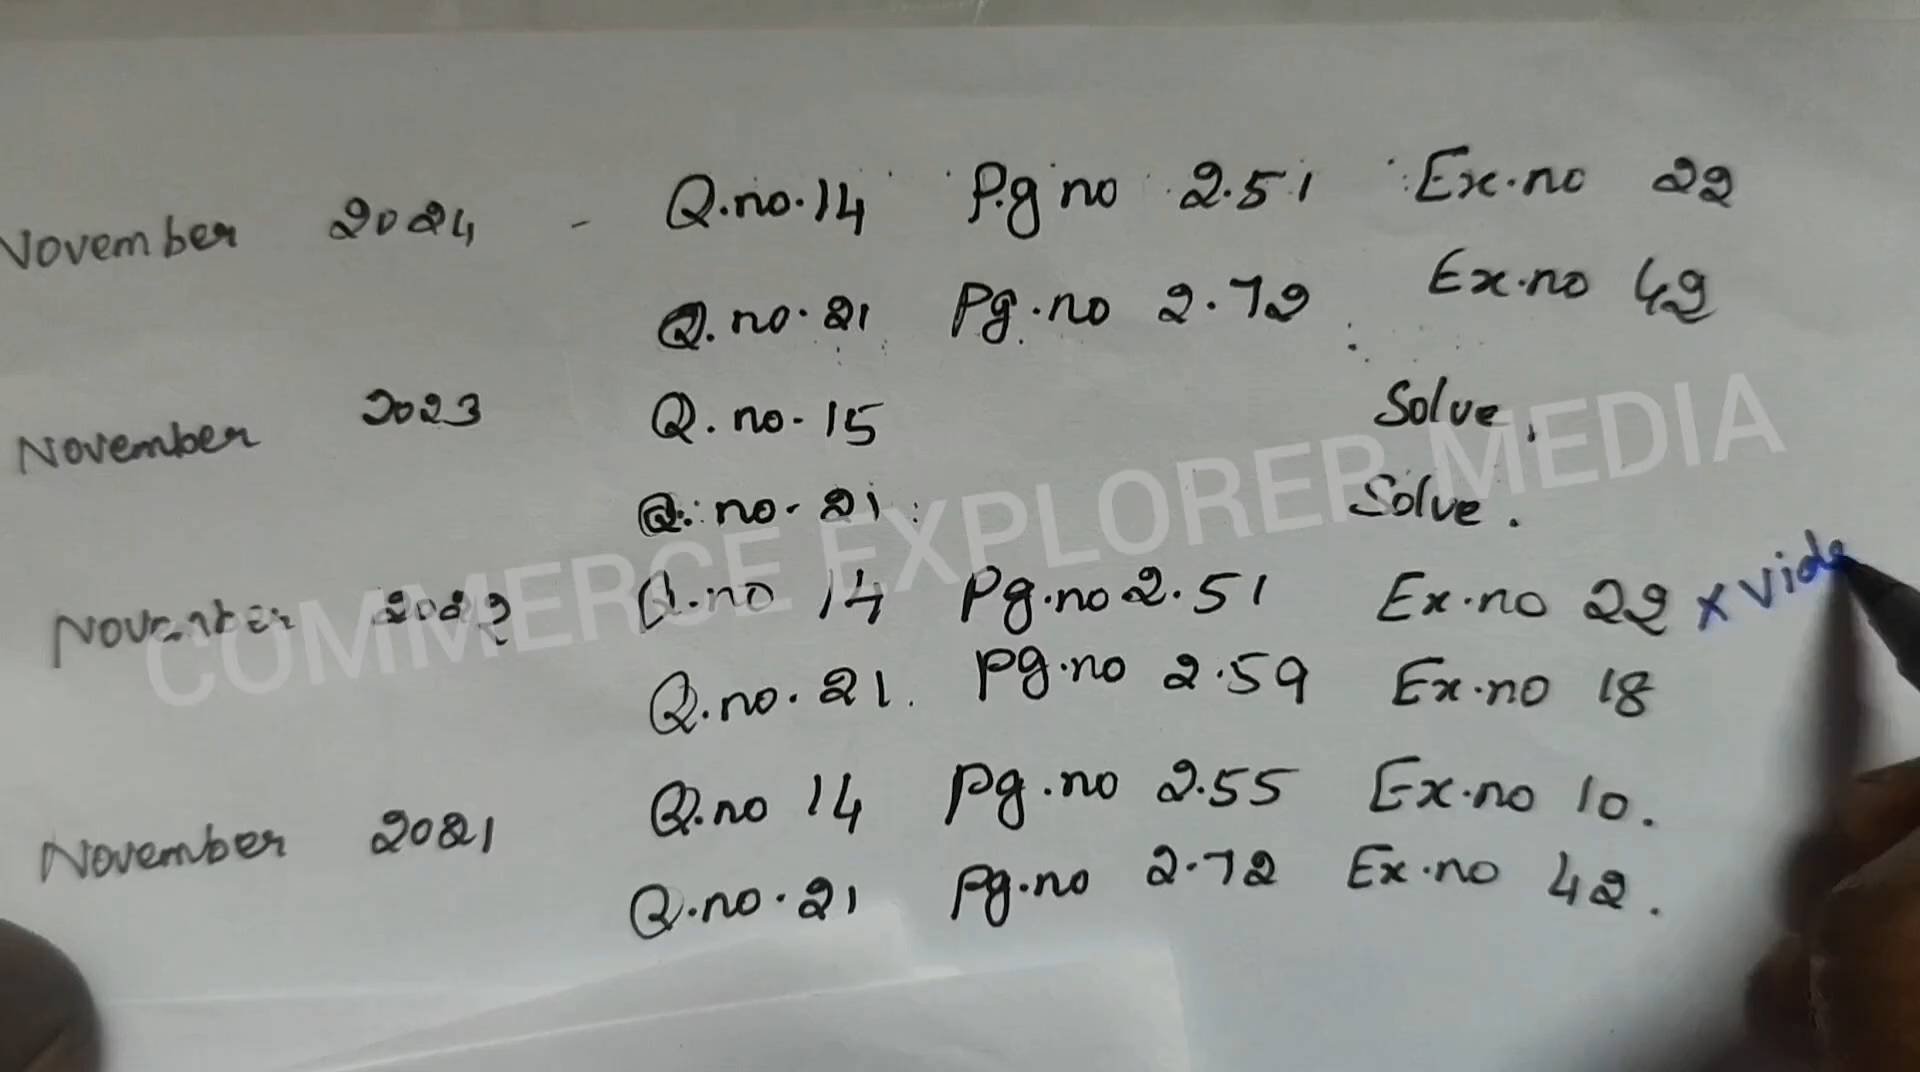 November 2024 - Q.no.14 P.g no 2.51 Ex.no 22
Q.no.21 Pg.no 2.72 Ex.no 42
November 2023 Q.no.15 Solve.
Q.no.21 Solve.
November 2022 Q.no 14 Pg.no 2.51 Ex.no 22 x Vide
Q.no.21. Pg.no 2.59 Ex.no 18
November 2021 Q.no 14 Pg.no 2.55 Ex.no 10.
Q.no.21 Pg.no 2.72 Ex.no 42.
COMMERCE EXPLORER MEDIA